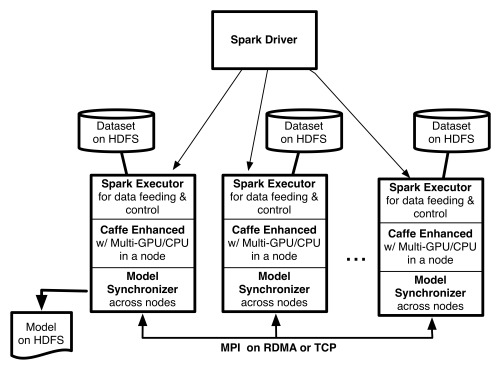 Spark Driver
Dataset
on HDFS
Dataset
on HDFS
Dataset
on HDFS
Spark Executor
for data feeding &
control
Caffe Enhanced
w/ Multi-GPU/CPU
in a node
Model
Synchronizer
across nodes
Spark Executor
for data feeding &
control
Caffe Enhanced
w/ Multi-GPU/CPU
in a node
Model
Synchronizer
across nodes
...
Spark Executor
for data feeding &
control
Caffe Enhanced
w/ Multi-GPU/CPU
in a node
Model
Synchronizer
across nodes
Model
on HDFS
MPI on RDMA or TCP